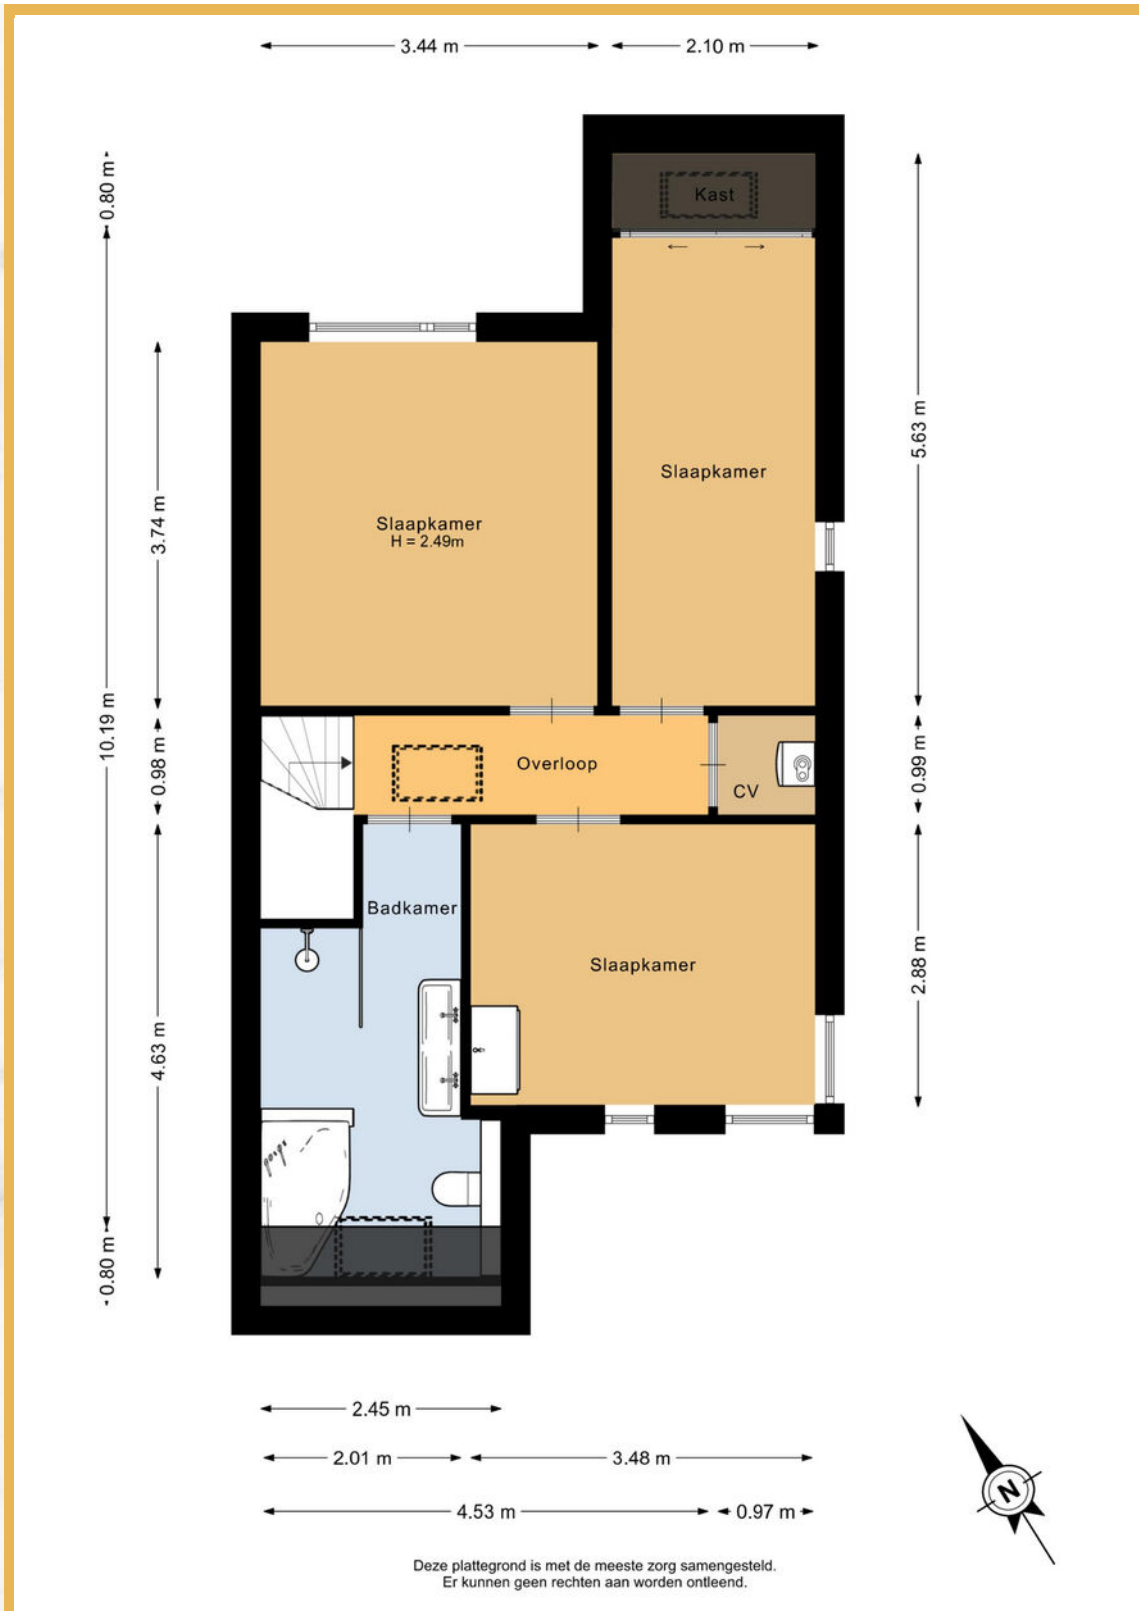 3.44 m
2.10 m
0.80 m
Kast
5.63 m
Slaapkamer
3.74 m
Slaapkamer
H = 2.49m
10.19 m
0.98 m
Overloop
CV
0.99 m
Badkamer
Slaapkamer
2.88 m
4.63 m
0.80 m
2.45 m
2.01 m
3.48 m
4.53 m
0.97 m
N
Deze plattegrond is met de meeste zorg samengesteld.
Er kunnen geen rechten aan worden ontleend.